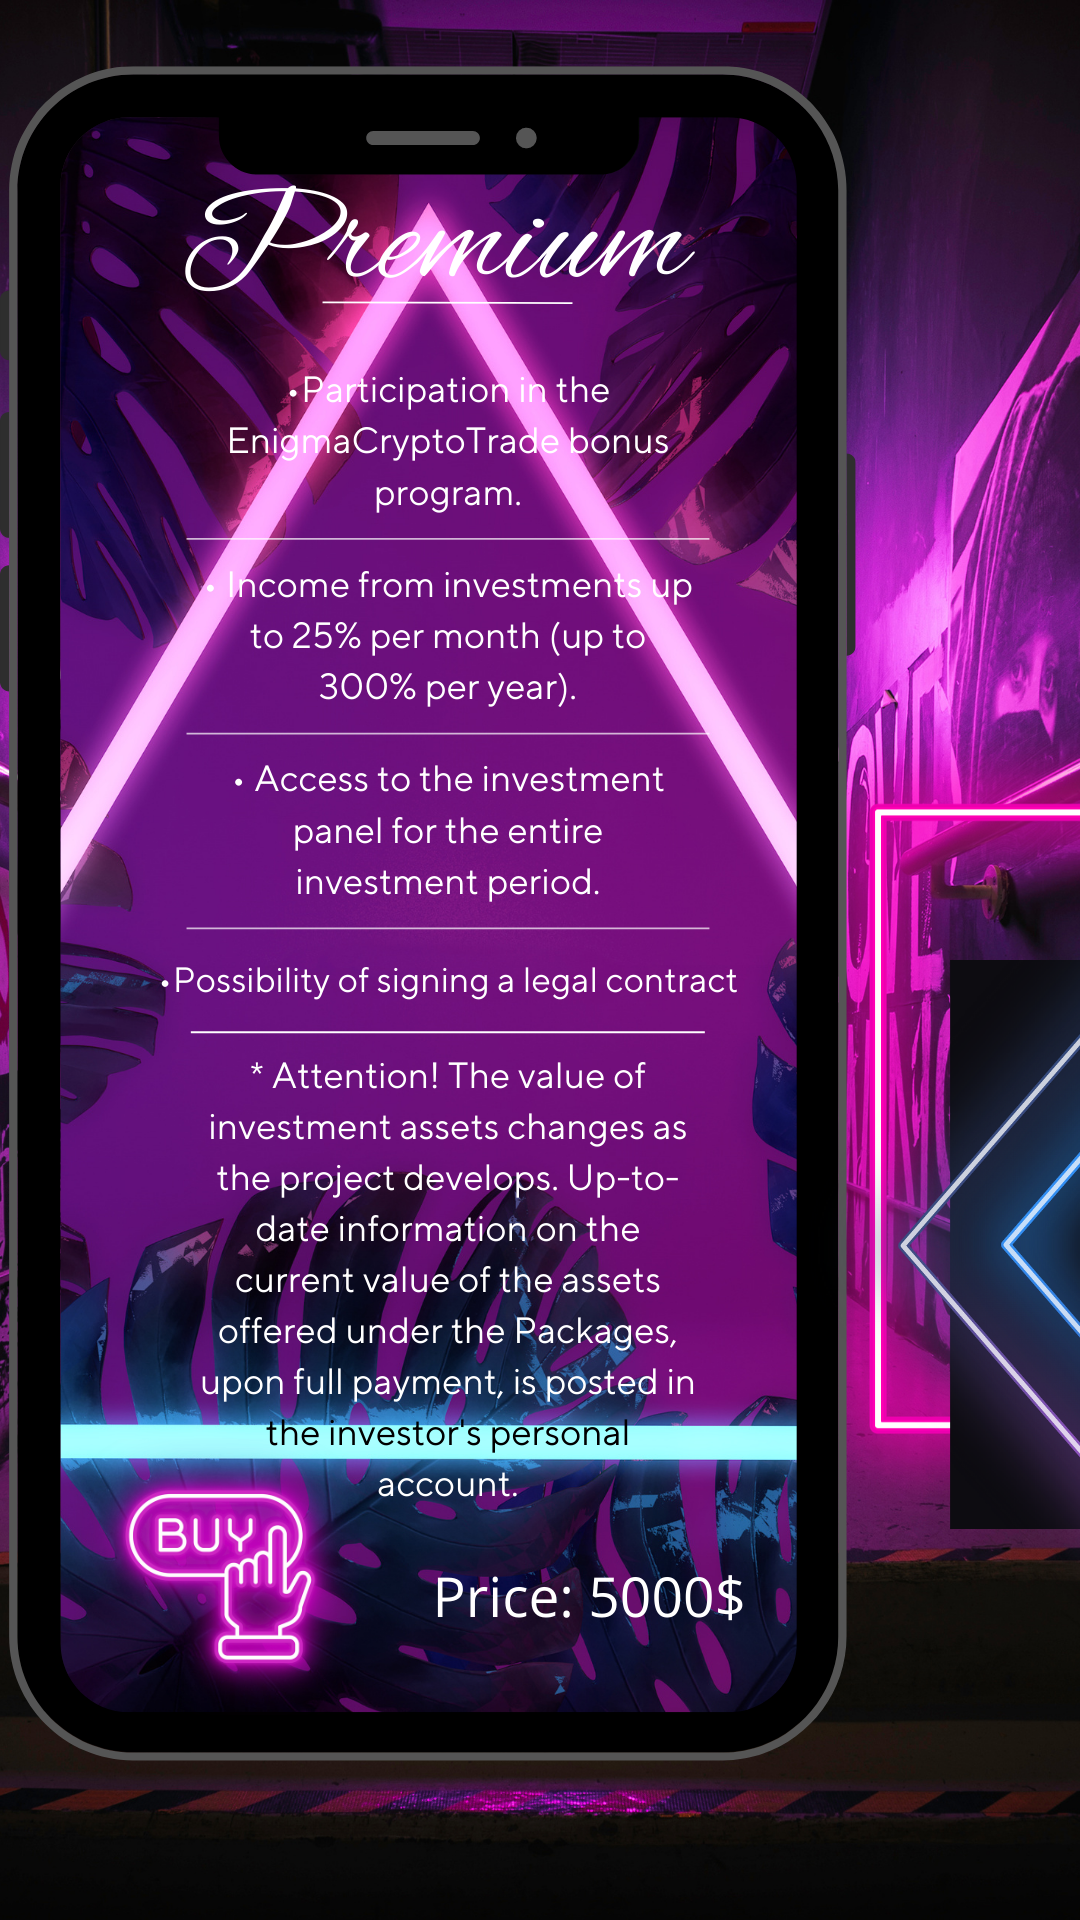 Premium
•Participation in the
EnigmaCryptoTrade bonus
program.
• Income from investments up
to 25% per month (up to
300% per year).
• Access to the investment
panel for the entire
investment period.
•Possibility of signing a legal contract
* Attention! The value of
investment assets changes as
the project develops. Up-to-
date information on the
current value of the assets
offered under the Packages,
upon full payment, is posted in
the investor's personal
account.
BUY
Price: 5000$